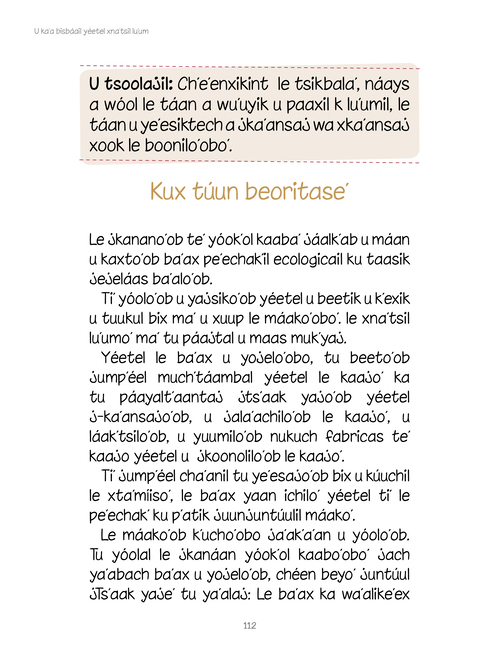 U ka'a bisbáail yéetel xna'tsil lu'um
U tsoolajil: Ch'e'enxikint le tsikbala', náays
a wóol le táan a wu'uyik u paaxil k lu'umil, le
táan u ye'esiktech a jka'ansaj wa xka'ansaj
xook le boonilo'obo'.
Kux túun beoritase'
Le jkanano'ob te' yóok'ol kaaba' jáalk'ab u máan
u kaxto'ob ba'ax pe'echak'il ecologicail ku taasik
jejeláas ba'alo'ob.
Ti' yóolo'ob u yajsiko'ob yéetel u beetik u k'exik
u tuukul bix ma' u xuup le máako'obo'. le xna'tsil
lu'umo' ma' tu páajtal u maas muk'yaj.
Yéetel le ba'ax u yojelo'obo, tu beeto'ob
jump'éel much'táambal yéetel le kaajo' ka
tu páayalt'aantaj jts'aak yajo'ob yéetel
j-ka'ansajo'ob, u jala'achilo'ob le kaajo', u
láak'tsilo'ob, u yuumilo'ob nukuch fabricas te'
kaajo yéetel u jkoonolilo'ob le kaajo'.
Ti' jump'éel cha'anil tu ye'esajo'ob bix u kúuchil
le xta'miiso', le ba'ax yaan ichilo' yéetel ti' le
pe'echak' ku p'atik juunjuntúulil máako'.
Le máako'ob k'ucho'obo ja'ak'a'an u yóolo'ob.
Tu yóolal le jkanáan yóok'ol kaabo'obo' jach
ya'abach ba'ax u yojelo'ob, chéen beyo' juntúul
jTs'aak yaje' tu ya'alaj: Le ba'ax ka wa'alike'ex
112